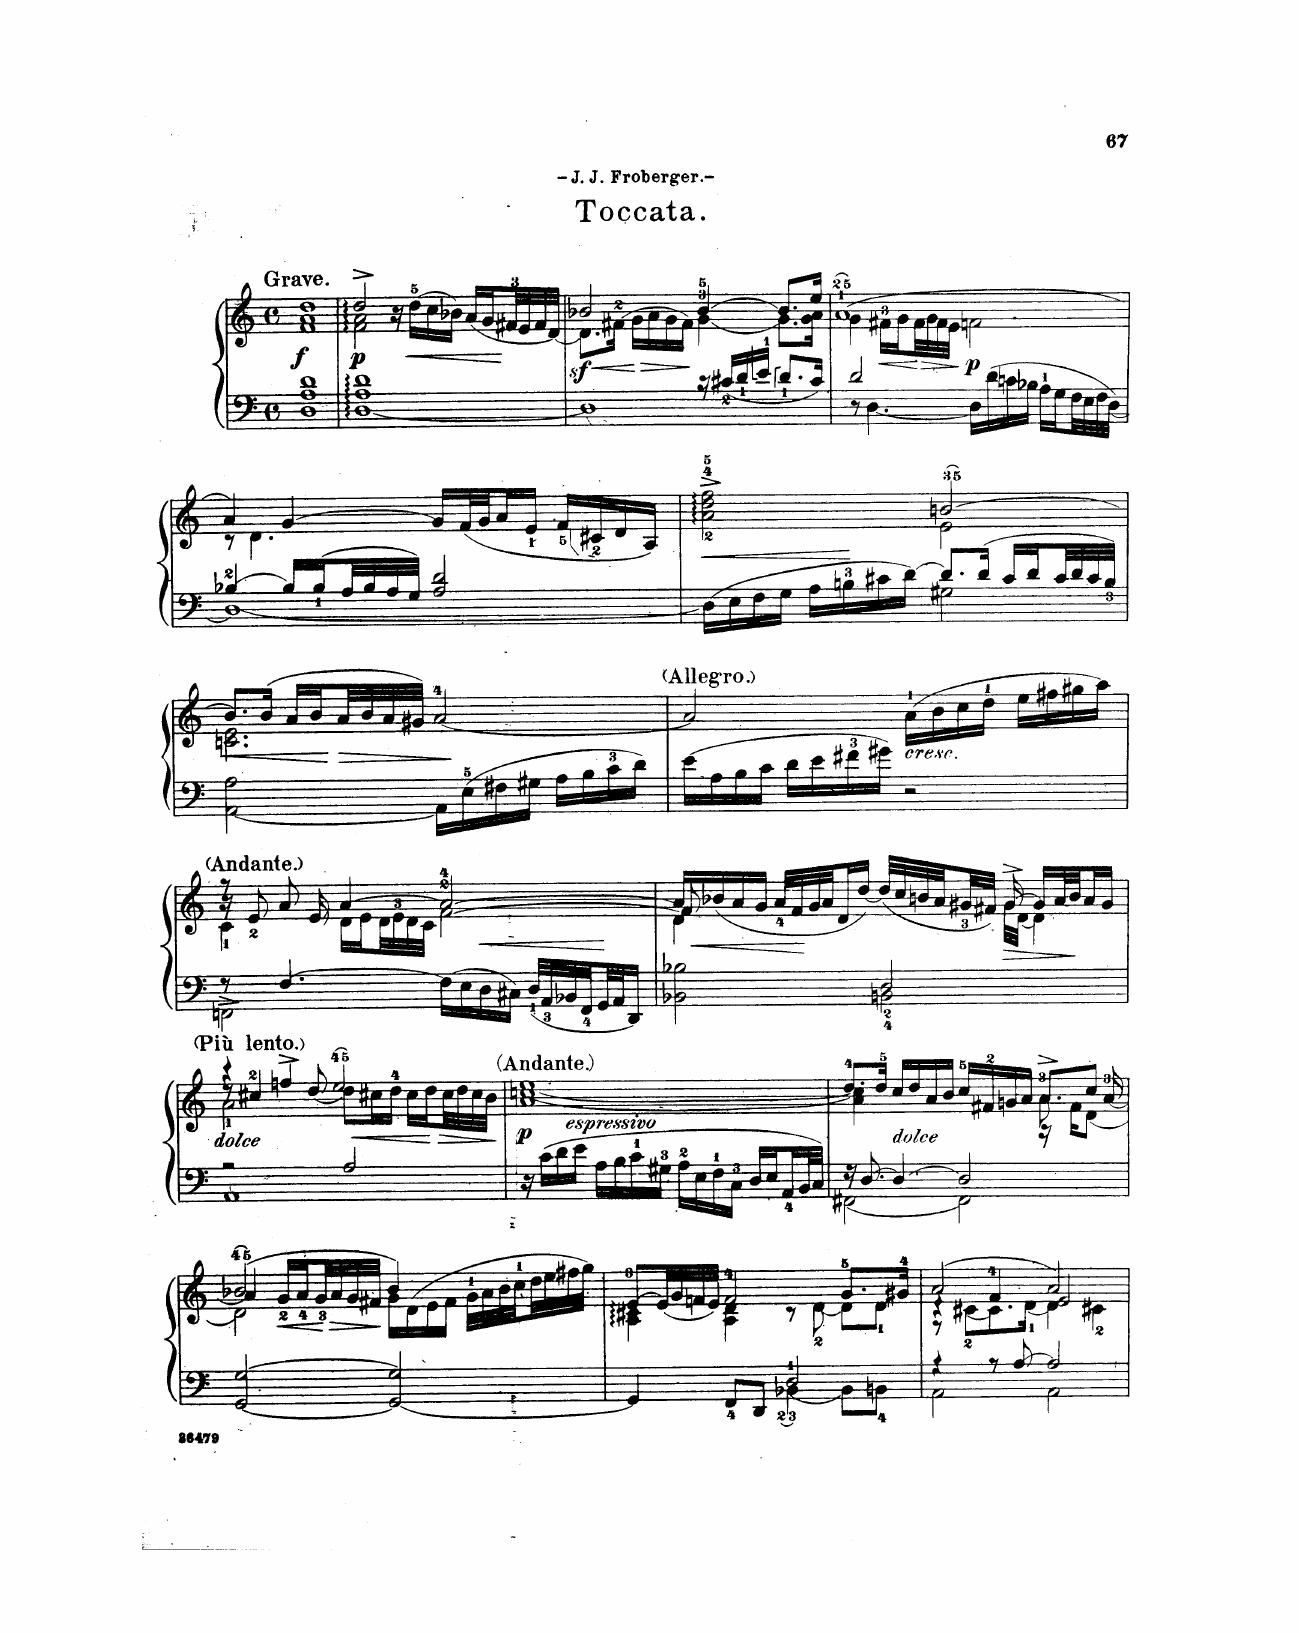 67
-J. J. Froberger.-
Toccata.
Grave.
f p sf p
(Allegro.)
cresc.
(Andante.)
(Più lento.)
(Andante.)
dolce p espressivo dolce
36479